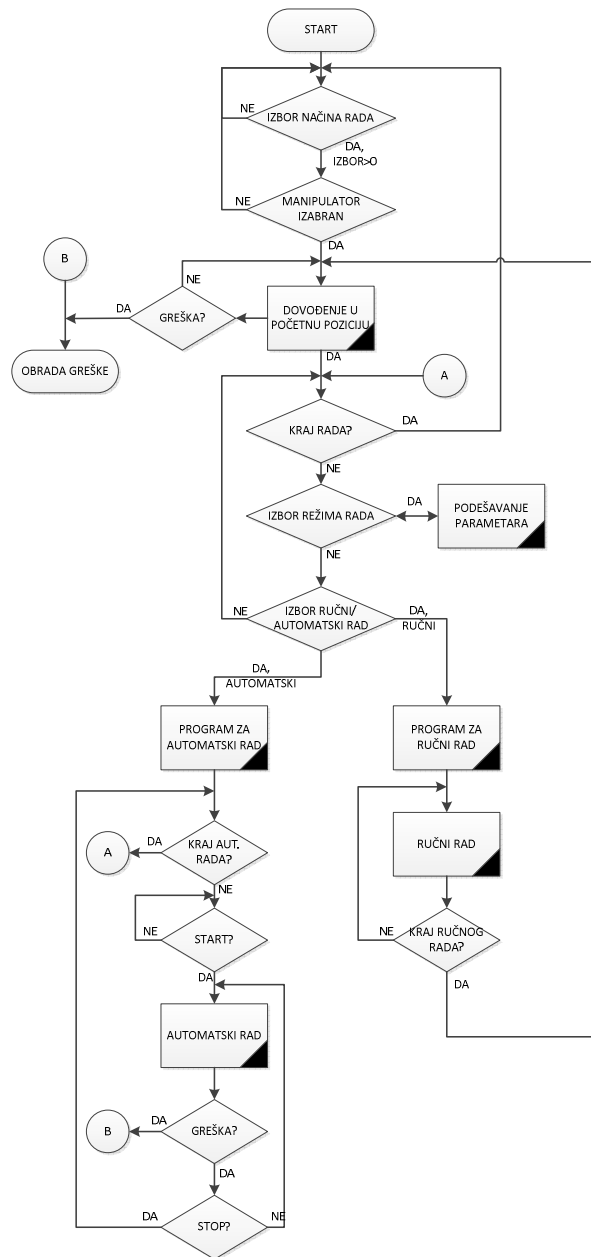 START
NE
IZBOR NAČINA RADA
DA,
IZBOR>0
NE
MANIPULATOR
IZABRAN
DA
B
NE
DA
GREŠKA?
DOVOĐENJE U
POČETNU POZICIJU
OBRADA GREŠKE
DA
A
KRAJ RADA?
DA
NE
IZBOR REŽIMA RADA
DA
PODEŠAVANJE
PARAMETARA
NE
NE
IZBOR RUČNI/
AUTOMATSKI RAD
DA,
RUČNI
DA,
AUTOMATSKI
PROGRAM ZA
AUTOMATSKI RAD
PROGRAM ZA
RUČNI RAD
A
DA
KRAJ AUT.
RADA?
RUČNI RAD
NE
NE
START?
NE
KRAJ RUČNOG
RADA?
DA
DA
AUTOMATSKI RAD
B
DA
GREŠKA?
DA
DA
STOP?
NE